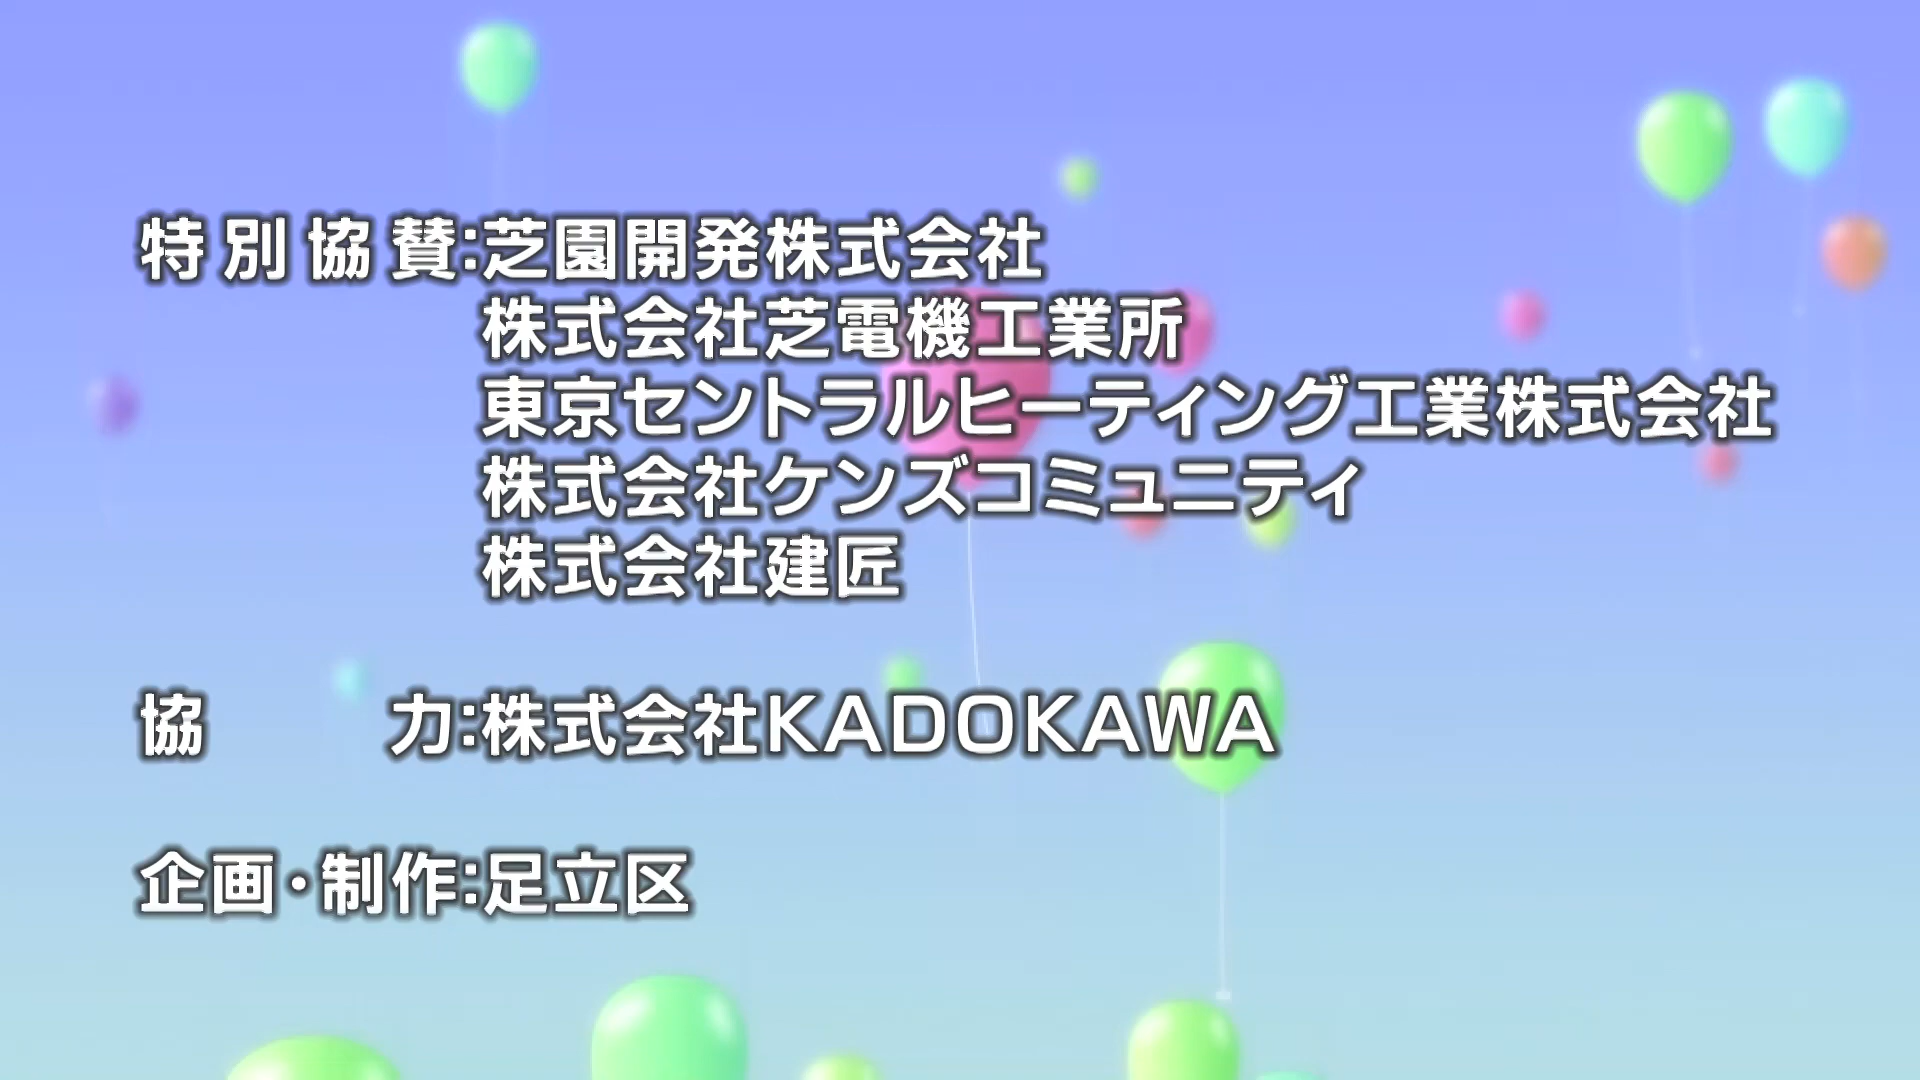 特別協賛:芝園開発株式会社
株式会社芝電機工業所
東京セントラルヒーティング工業株式会社
株式会社ケンズコミュニティ
株式会社建匠
協力:株式会社KADOKAWA
企画・制作:足立区